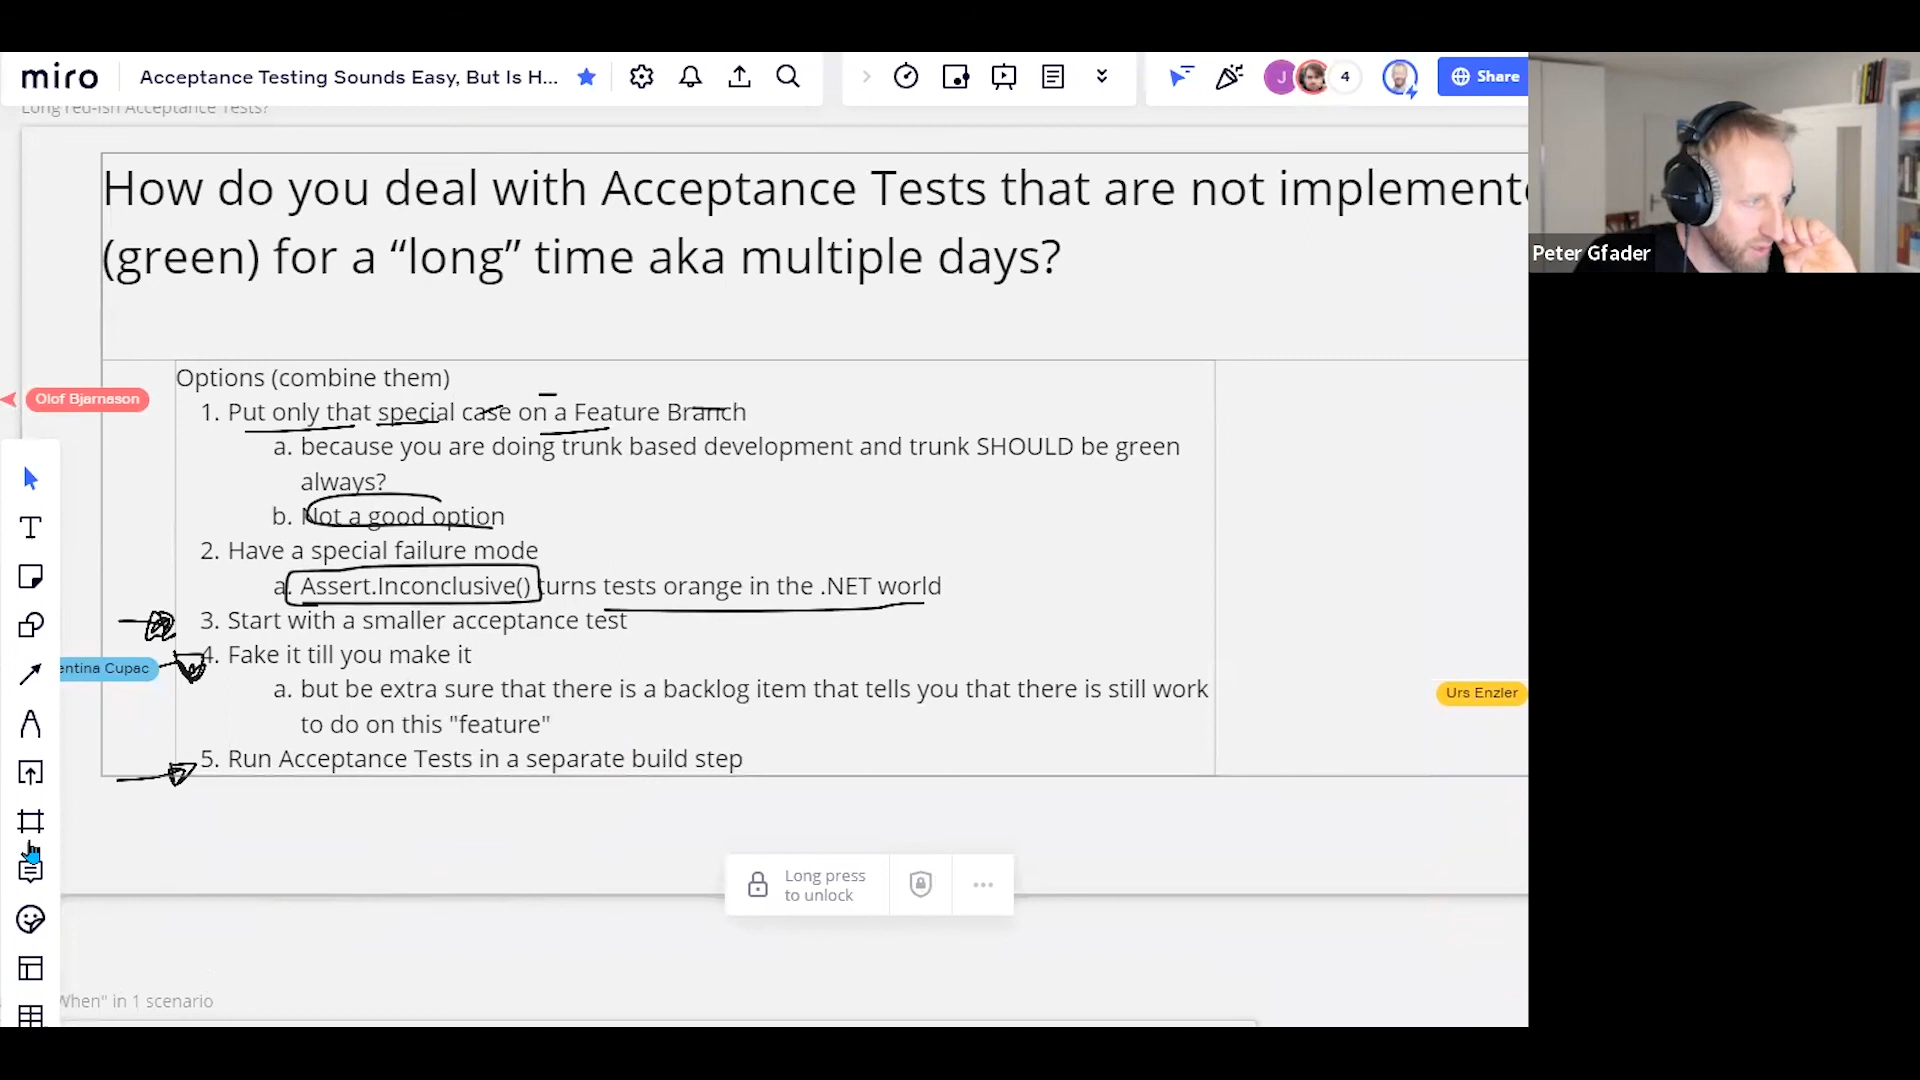 miro
Acceptance Testing Sounds Easy, But Is H...
J
4
Share
Long red-ish Acceptance Tests?
How do you deal with Acceptance Tests that are not
(green) for a “long” time aka multiple days?
Peter Gfader
Options (combine them)
Olof Bjarnason
1. Put only that special case on a Feature Branch
a. because you are doing trunk based development and trunk SHOULD be green
always?
b. Not a good option
2. Have a special failure mode
a. Assert.Inconclusive() turns tests orange in the .NET world
3. Start with a smaller acceptance test
4. Fake it till you make it
Cupac
a. but be extra sure that there is a backlog item that tells you that there is still work
to do on this "feature"
Urs Enzler
5. Run Acceptance Tests in a separate build step
Long press
to unlock
When" in 1 scenario